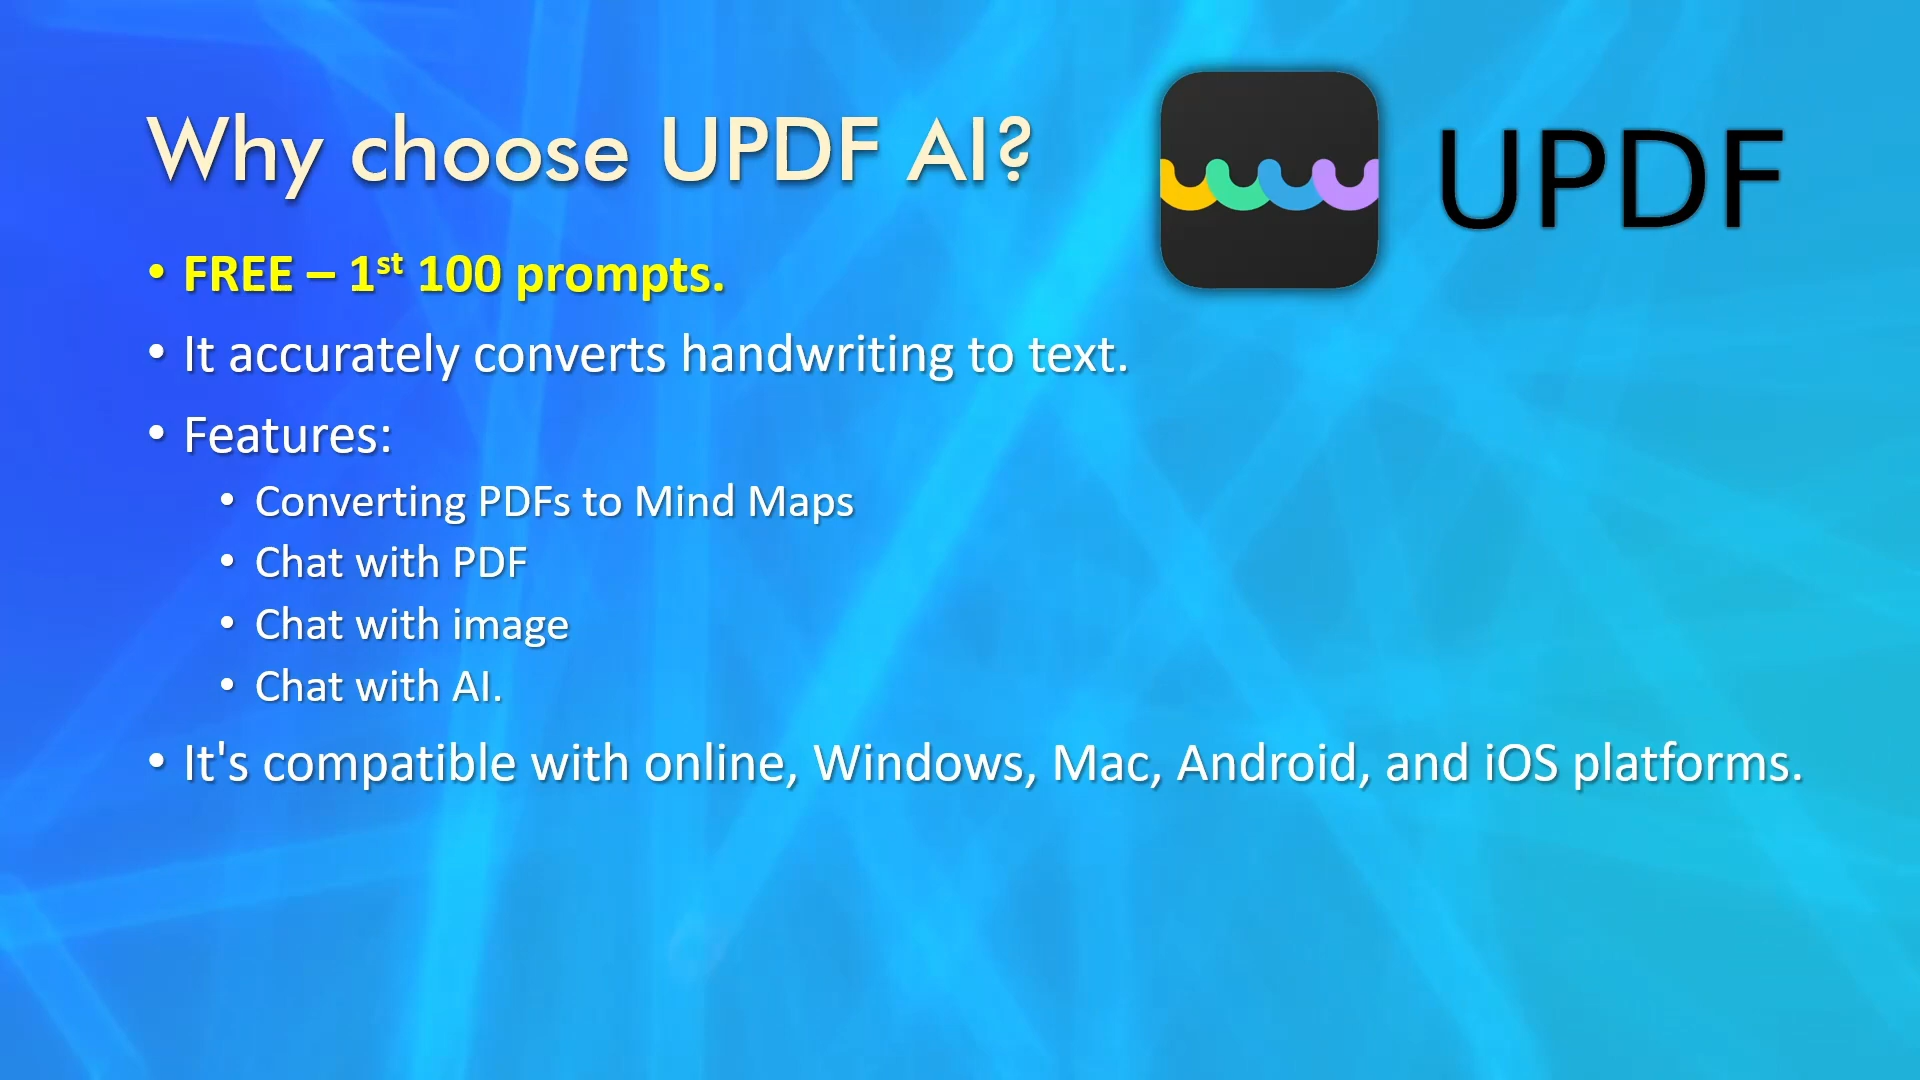 Why choose UPDF AI?
UPDF
• FREE – 1st 100 prompts.
• It accurately converts handwriting to text.
• Features:
• Converting PDFs to Mind Maps
• Chat with PDF
• Chat with image
• Chat with AI.
• It's compatible with online, Windows, Mac, Android, and iOS platforms.